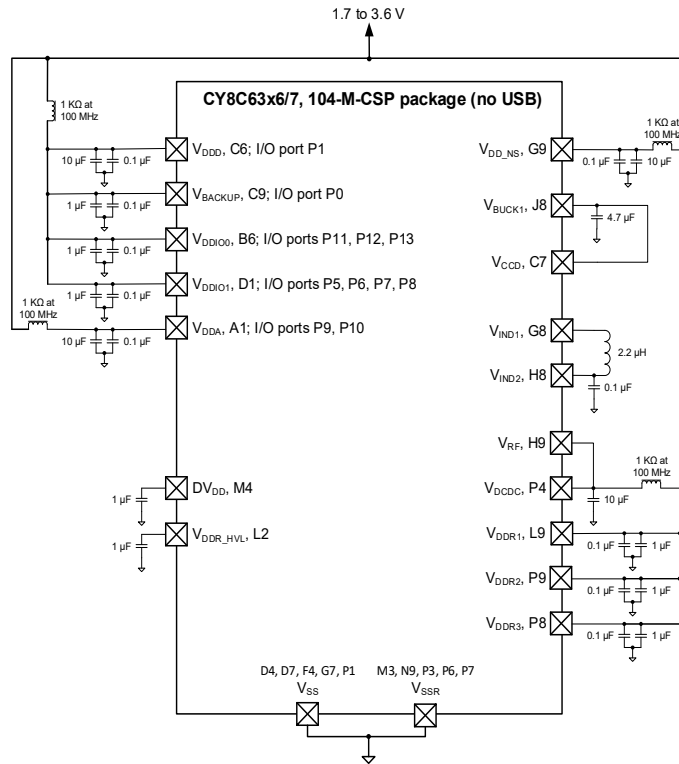 1.7 to 3.6 V
CY8C63x6/7, 104-M-CSP package (no USB)
1 KΩ at
100 MHz
10 µF
0.1 µF
VDDD, C6; I/O port P1
1 µF
0.1 µF
VBACKUP, C9; I/O port P0
1 µF
0.1 µF
VDDIO0, B6; I/O ports P11, P12, P13
1 µF
0.1 µF
VDDIO1, D1; I/O ports P5, P6, P7, P8
1 KΩ at
100 MHz
10 µF
0.1 µF
VDDA, A1; I/O ports P9, P10
1 µF
DVDD, M4
1 µF
VDDR_HVL, L2
VDD_NS, G9
0.1 µF
10 µF
1 KΩ at
100 MHz
VBUCK1, J8
4.7 µF
VCCD, C7
VIND1, G8
2.2 µH
VIND2, H8
0.1 µF
VRF, H9
VDCDC, P4
10 µF
1 KΩ at
100 MHz
VDDR1, L9
0.1 µF
1 µF
VDDR2, P9
0.1 µF
1 µF
VDDR3, P8
0.1 µF
1 µF
D4, D7, F4, G7, P1
VSS
M3, N9, P3, P6, P7
VSSR